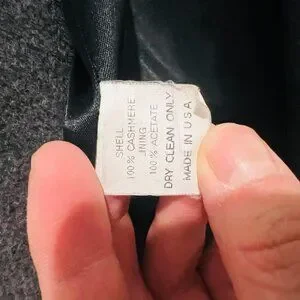 SHELL
100% CASHMERE
LINING
100% ACETATE
DRY CLEAN ONLY
MADE IN U.S.A.